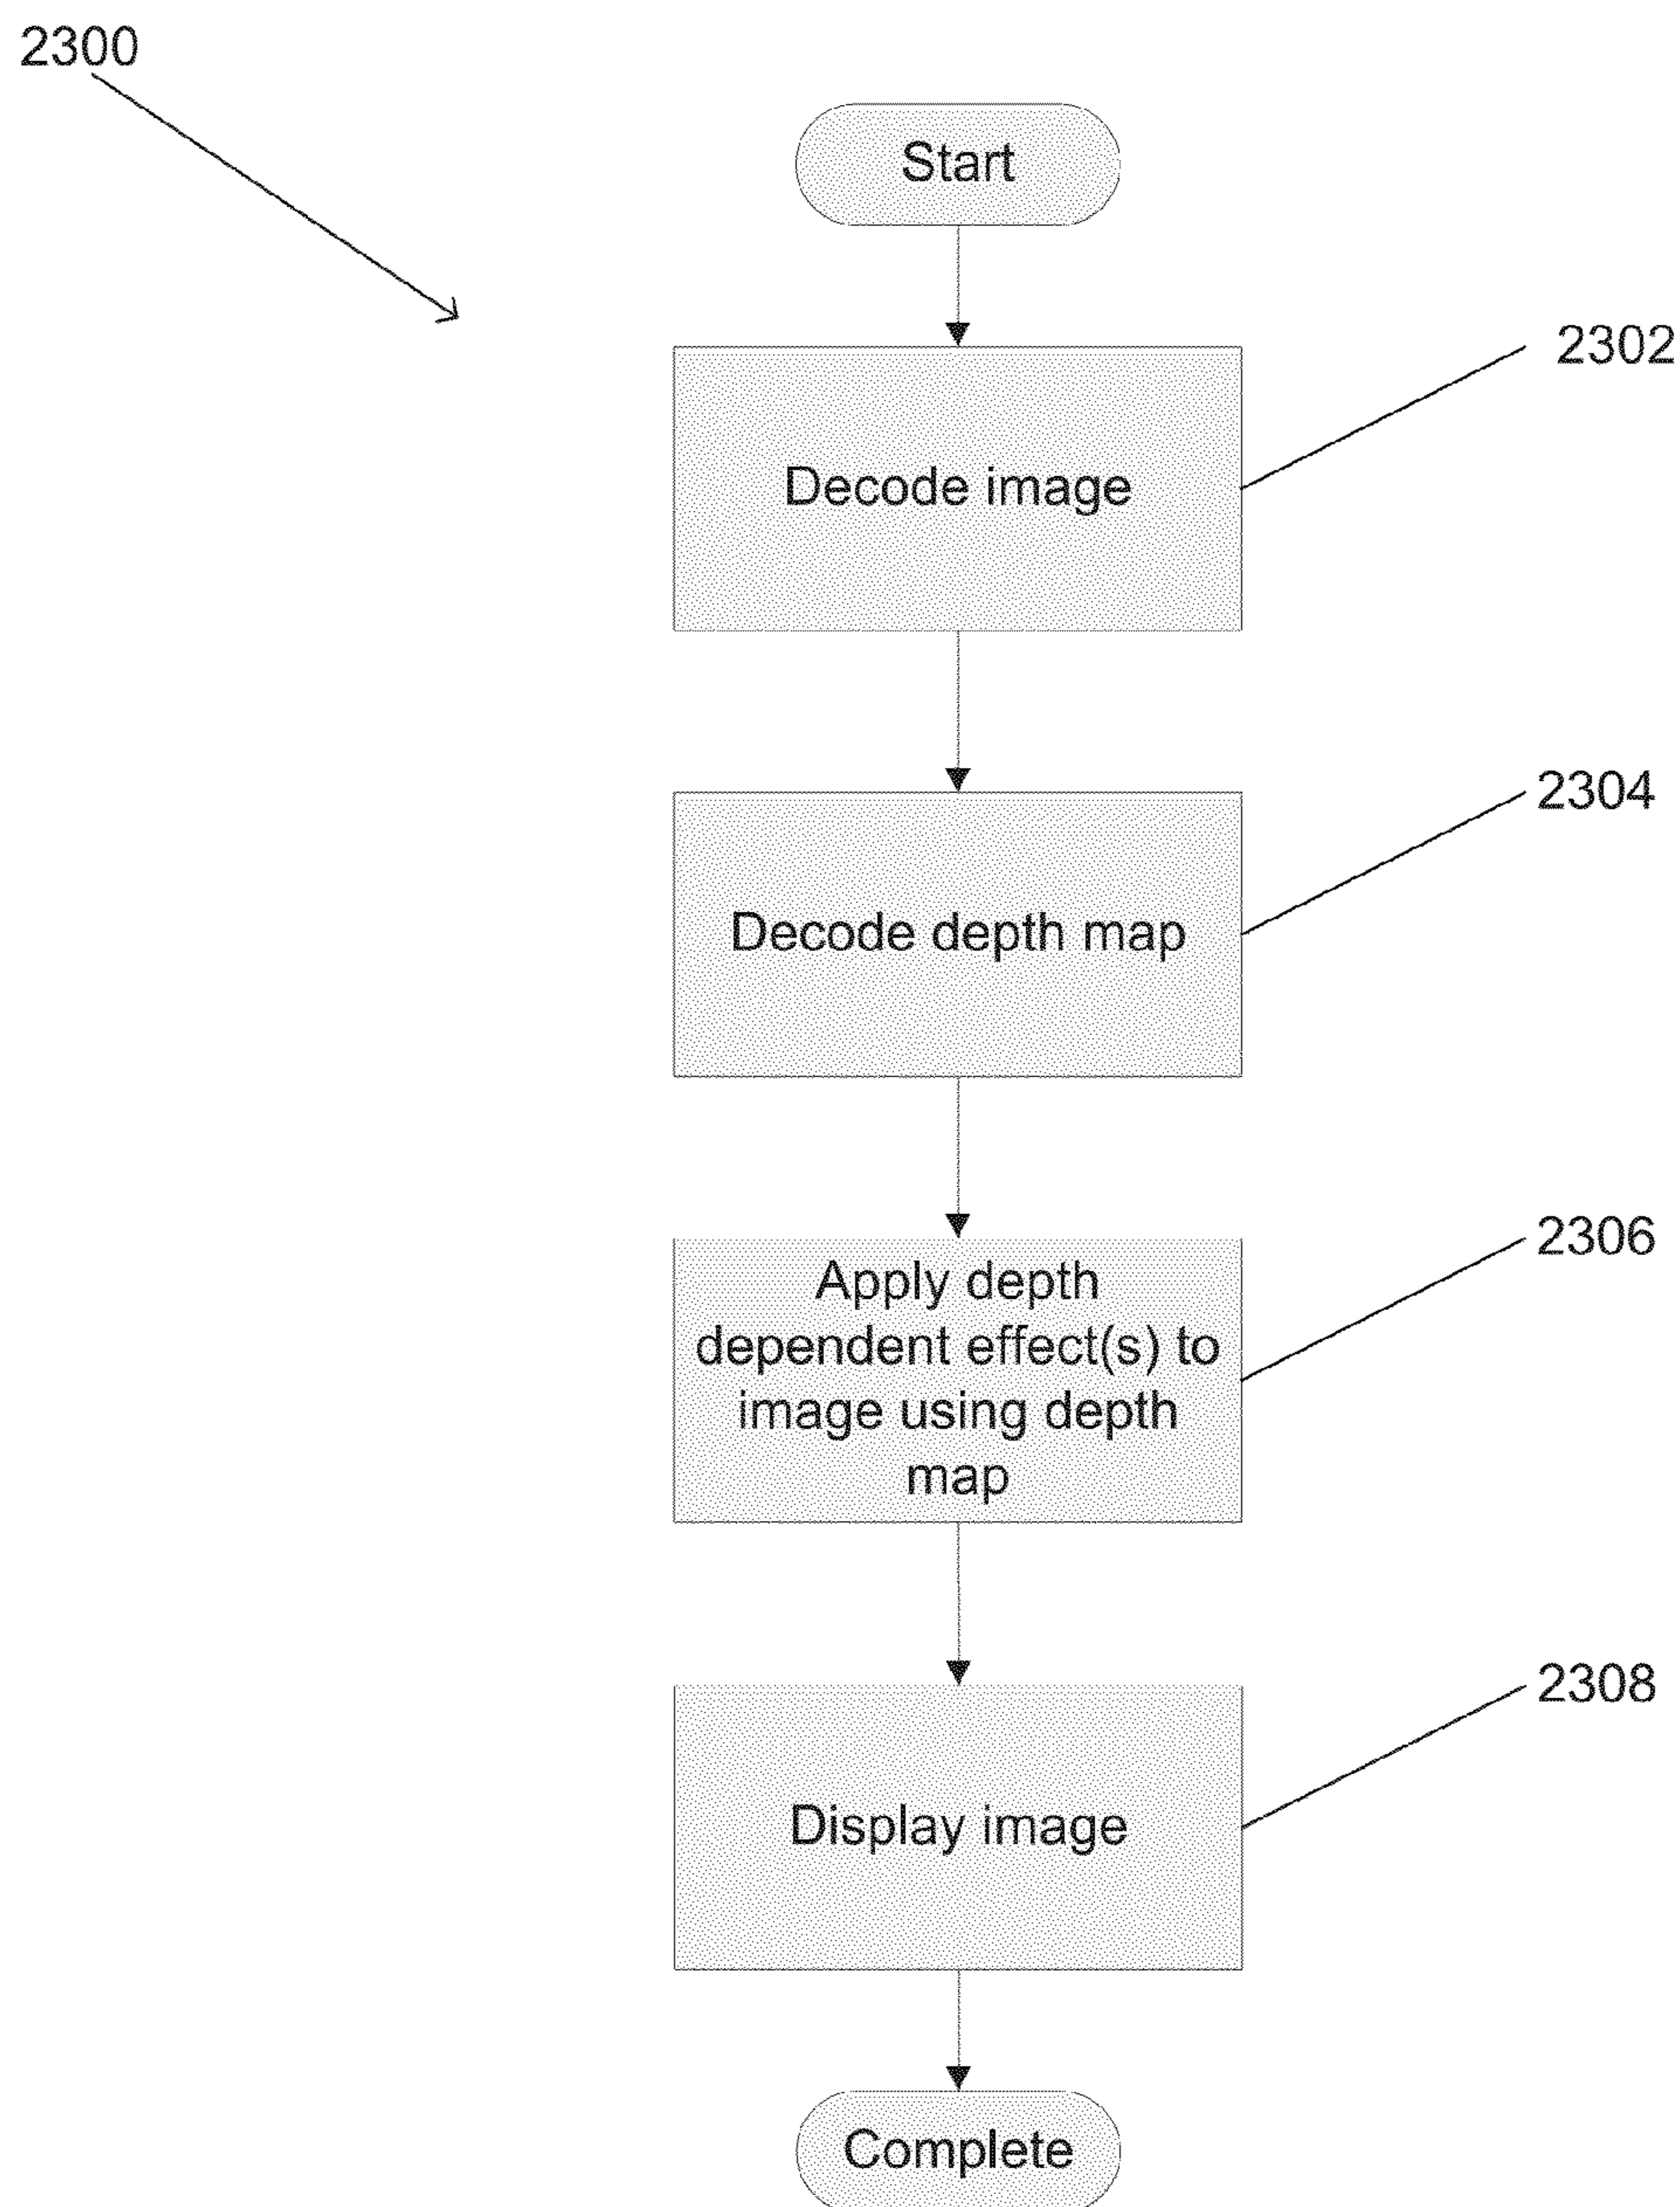 2300
Start
2302
Decode image
2304
Decode depth map
2306
Apply depth
dependent effect(s) to
image using depth
map
2308
Display image
Complete